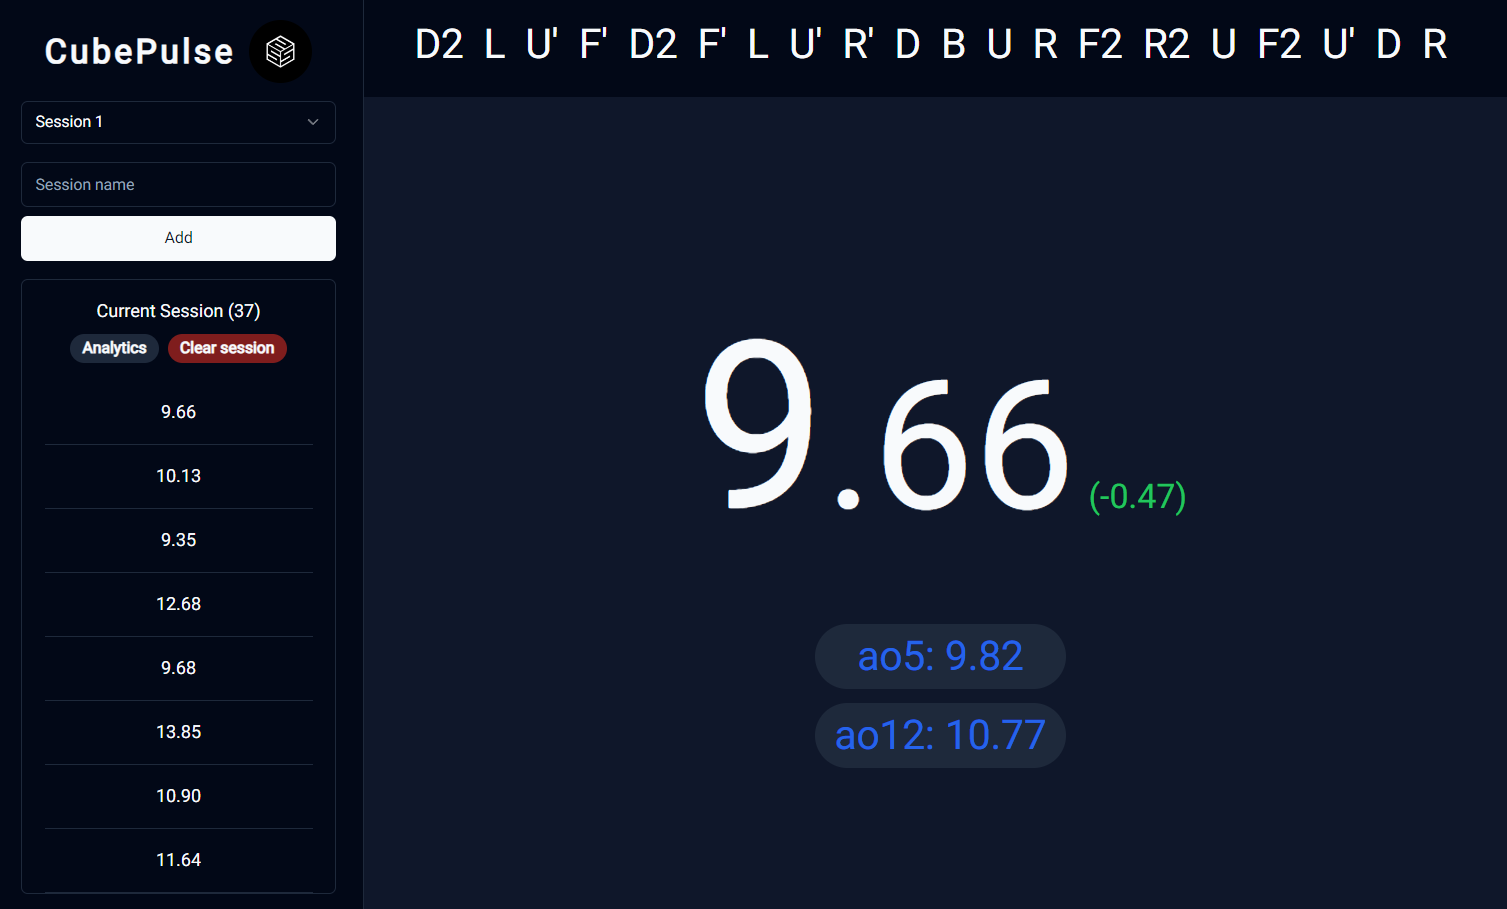 CubePulse
Session 1
Session name
Add
Current Session (37)
Analytics Clear session
9.66
10.13
9.35
12.68
9.68
13.85
10.90
11.64
D2 L U' F' D2 F' L U' R' D B U R F2 R2 U F2 U' D R
9.66 (-0.47)
ao5: 9.82
ao12: 10.77